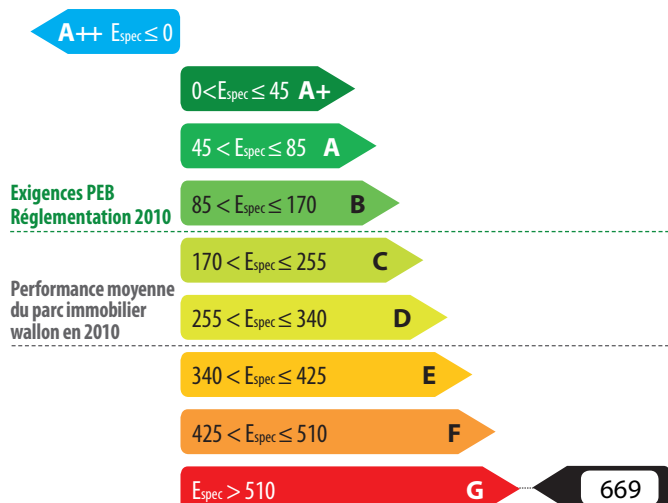 A++ Espec ≤ 0
0<Espec ≤ 45 A+
45 < Espec ≤ 85 A
Exigences PEB
Réglementation 2010
85 < Espec ≤ 170 B
170 < Espec ≤ 255 C
Performance moyenne
du parc immobilier
wallon en 2010
255 < Espec ≤ 340 D
340 < Espec ≤ 425 E
425 < Espec ≤ 510 F
Espec > 510 G 669